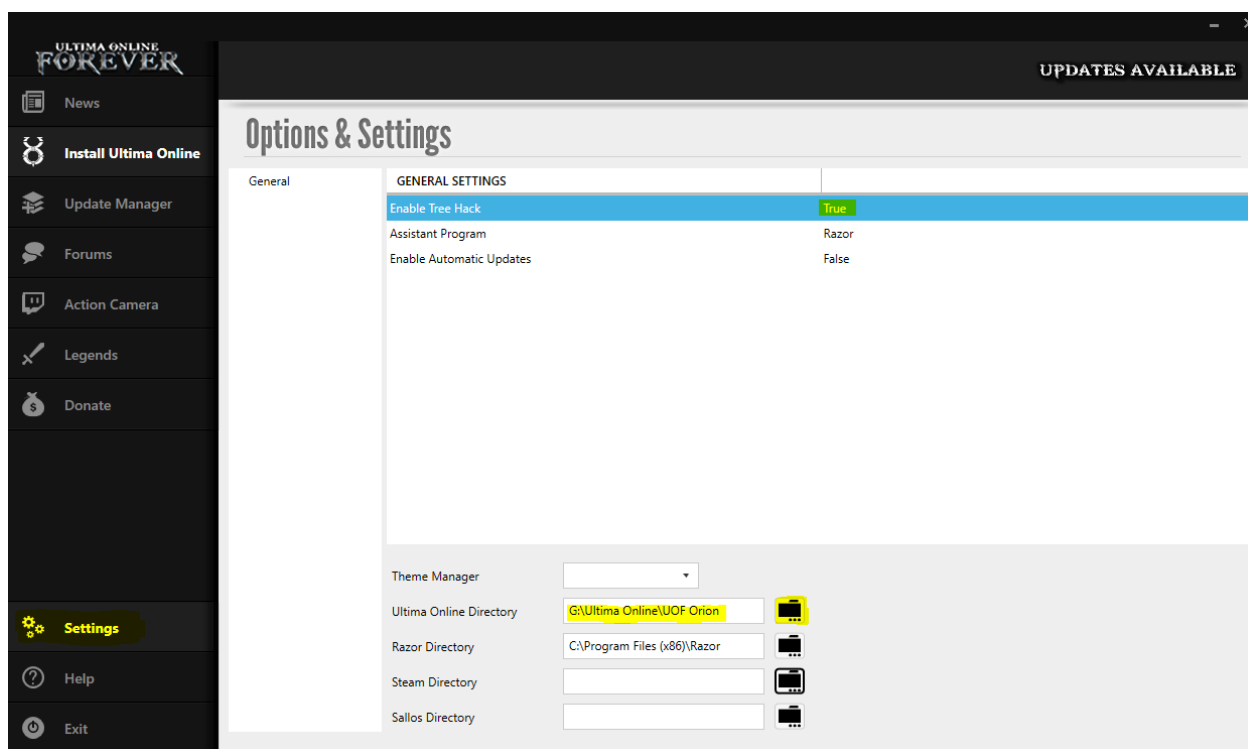 ULTIMA ONLINE
FOREVER
UPDATES AVAILABLE
News
Install Ultima Online
Update Manager
Forums
Action Camera
Legends
Donate
Settings
Help
Exit
Options & Settings
General
GENERAL SETTINGS
Enable Tree Hack True
Assistant Program Razor
Enable Automatic Updates False
Theme Manager
Ultima Online Directory G:\Ultima Online\UOF Orion
Razor Directory C:\Program Files (x86)\Razor
Steam Directory
Sallos Directory